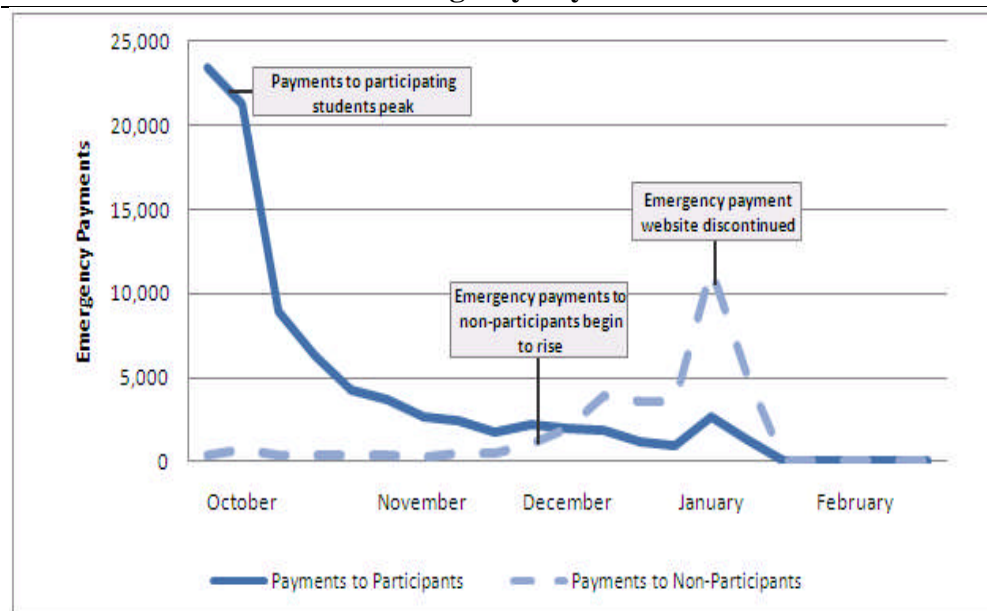 25,000
Payments to participating
students peak
20,000
Emergency payment
website discontinued
15,000
Emergency Payments
10,000
Emergency payments to
non-participants begin
to rise
5,000
0
October November December January February
Payments to Participants Payments to Non-Participants